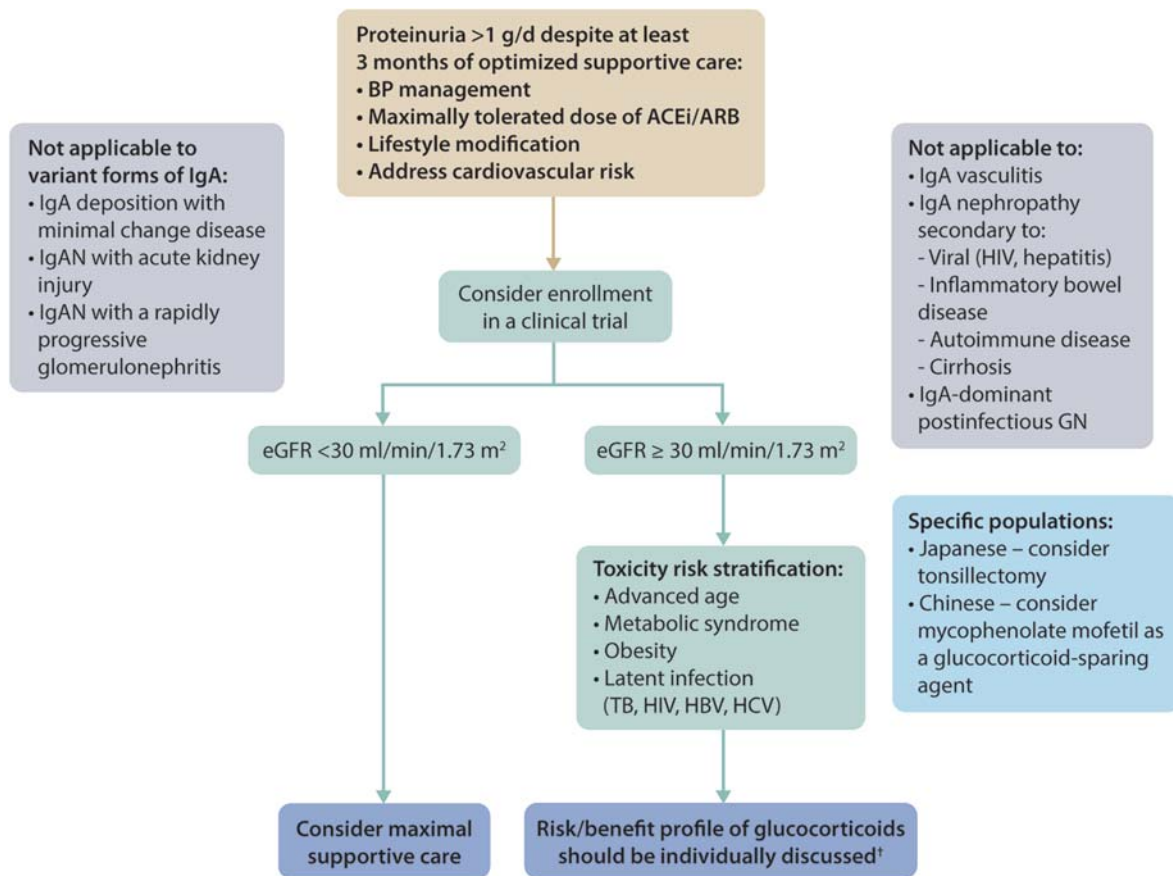 Proteinuria >1 g/d despite at least
3 months of optimized supportive care:
• BP management
• Maximally tolerated dose of ACEi/ARB
• Lifestyle modification
• Address cardiovascular risk
Not applicable to
variant forms of IgA:
• IgA deposition with
minimal change disease
• IgAN with acute kidney
injury
• IgAN with a rapidly
progressive
glomerulonephritis
Not applicable to:
• IgA vasculitis
• IgA nephropathy
secondary to:
- Viral (HIV, hepatitis)
- Inflammatory bowel
disease
- Autoimmune disease
- Cirrhosis
• IgA-dominant
postinfectious GN
Consider enrollment
in a clinical trial
eGFR <30 ml/min/1.73 m²
eGFR ≥ 30 ml/min/1.73 m²
Toxicity risk stratification:
• Advanced age
• Metabolic syndrome
• Obesity
• Latent infection
(TB, HIV, HBV, HCV)
Specific populations:
• Japanese – consider
tonsillectomy
• Chinese – consider
mycophenolate mofetil as
a glucocorticoid-sparing
agent
Consider maximal
supportive care
Risk/benefit profile of glucocorticoids
should be individually discussed†